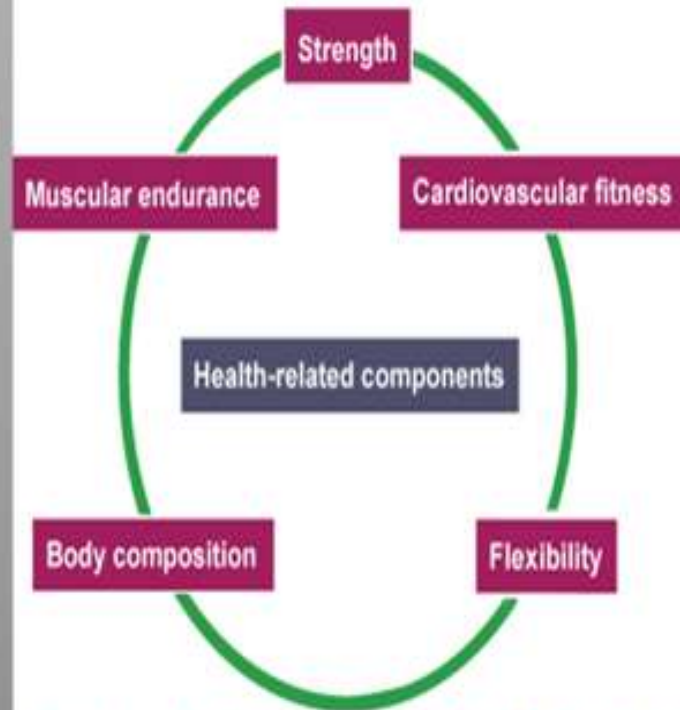 Strength
Muscular endurance
Cardiovascular fitness
Health-related components
Body composition
Flexibility